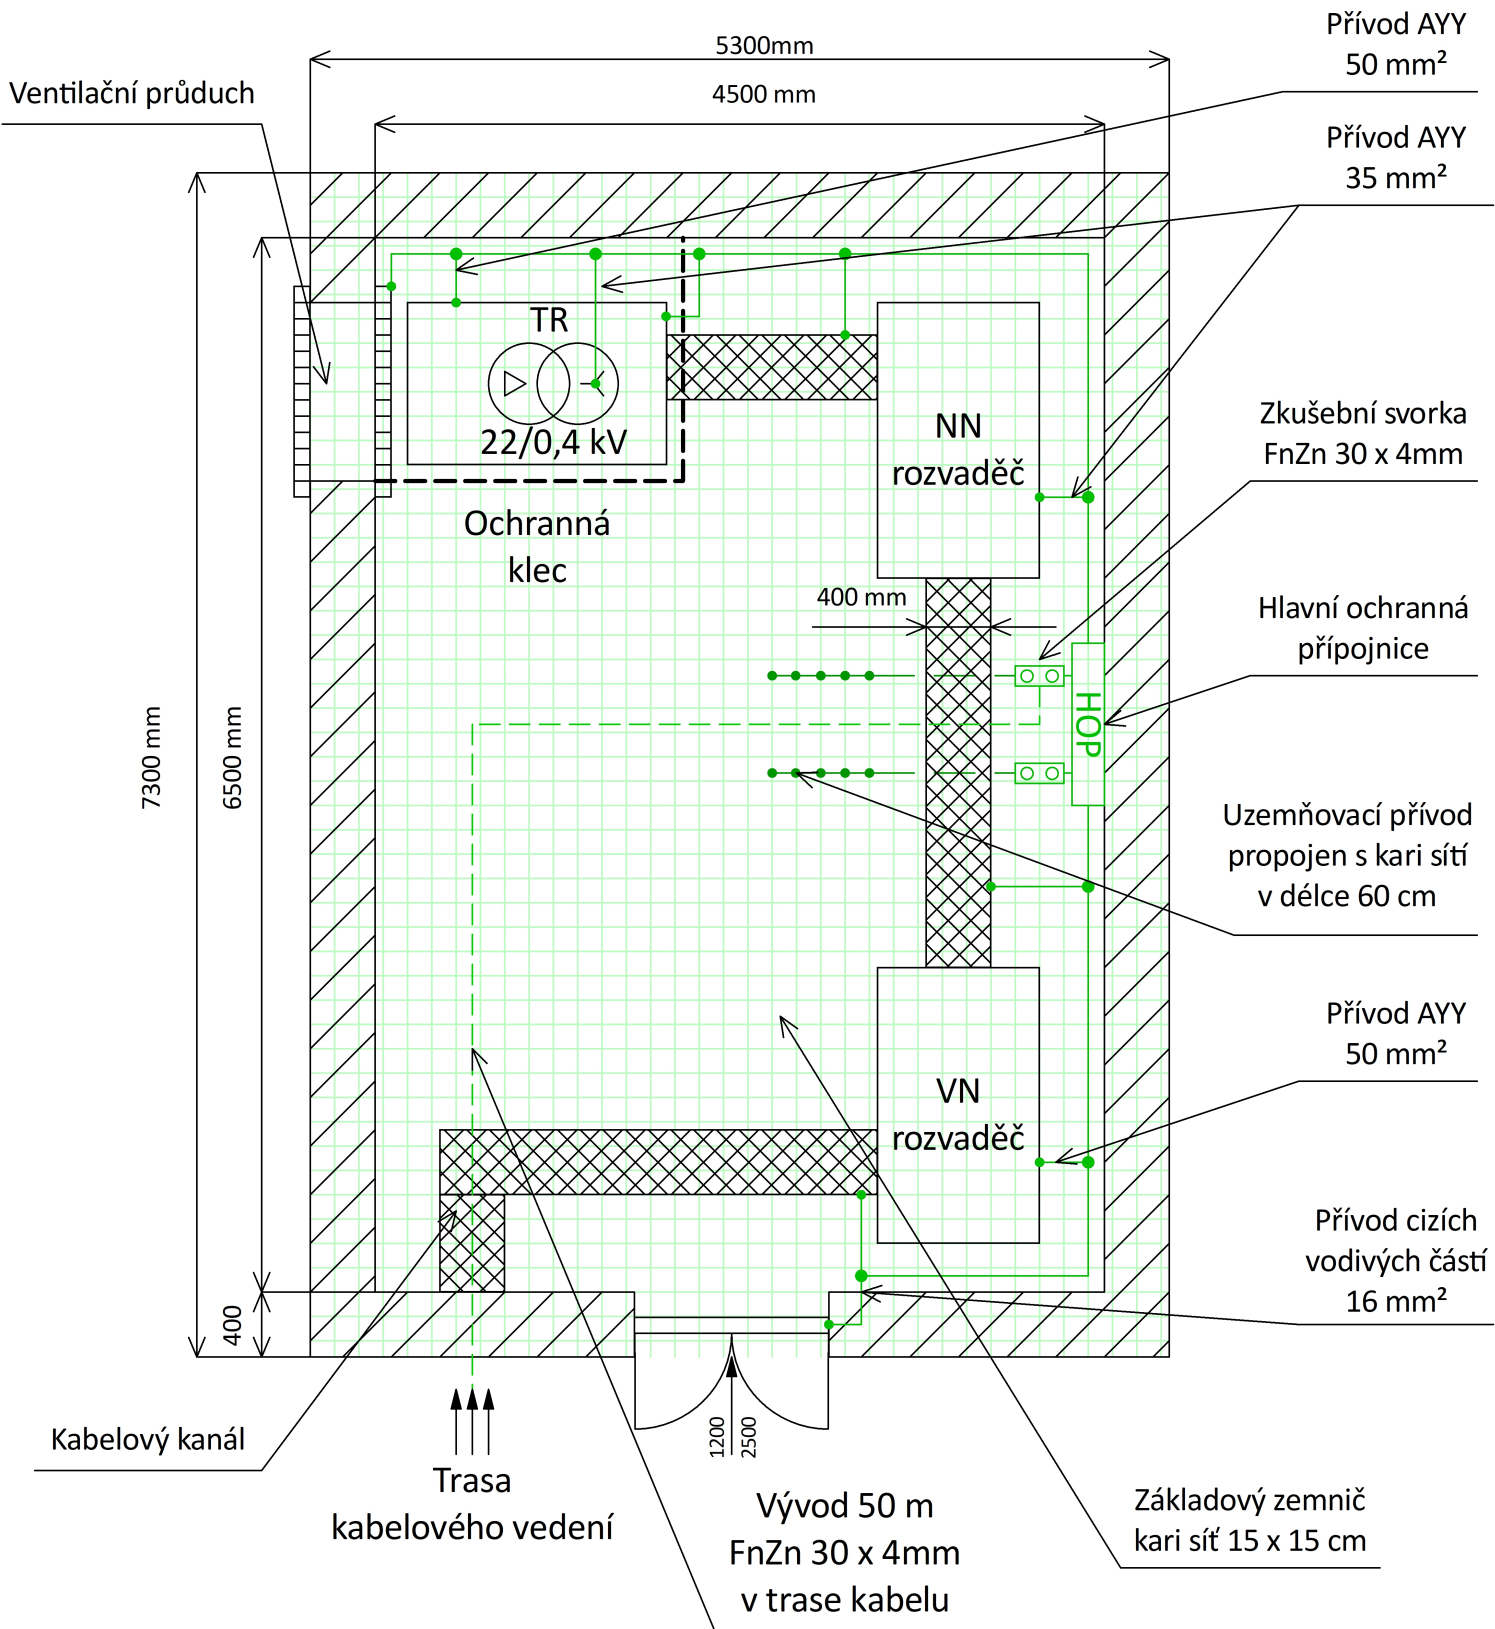 Přívod AYY
50 mm²
5300mm
Ventilační průduch
4500 mm
Přívod AYY
35 mm²
TR
22/0,4 kV
NN
rozvaděč
Zkušební svorka
FnZn 30 x 4mm
Ochranná
klec
400 mm
Hlavní ochranná
přípojnice
HOP
7300 mm
6500 mm
Uzemňovací přívod
propojen s kari sítí
v délce 60 cm
Přívod AYY
50 mm²
VN
rozvaděč
Přívod cizích
vodivých částí
16 mm²
400
Kabelový kanál
1200
2500
Trasa
kabelového vedení
Vývod 50 m
FnZn 30 x 4mm
v trase kabelu
Základový zemnič
kari síť 15 x 15 cm